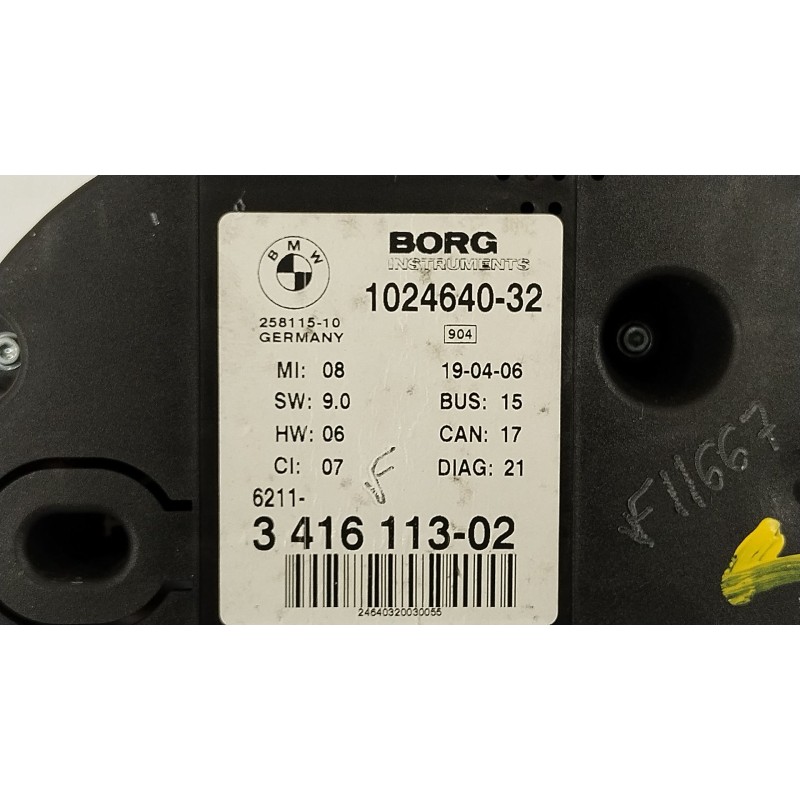 BMW
BORG
INSTRUMENTS
1024640-32
258115-10
GERMANY
904
MI: 08
19-04-06
SW: 9.0
BUS: 15
HW: 06
CAN: 17
CI: 07
DIAG: 21
6211-
3 416 113-02
24640320030055
F11667